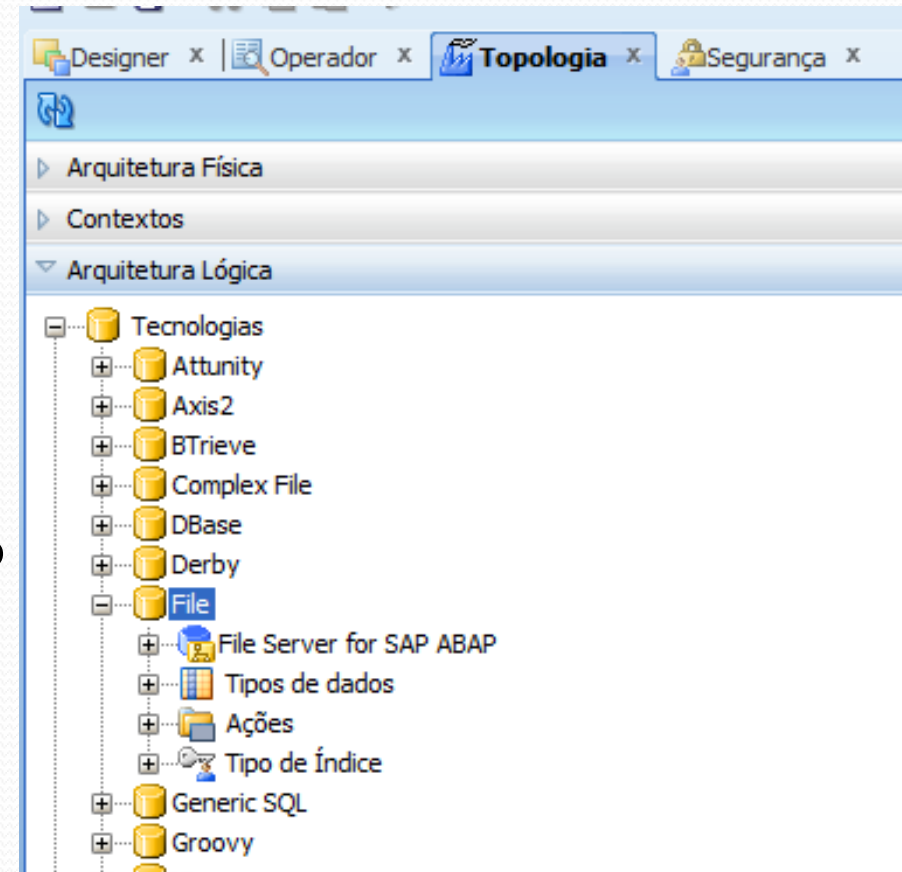 Designer x Operador x Topologia x Segurança x
Arquitetura Física
Contextos
Arquitetura Lógica
Tecnologias
Attunity
Axis2
BTrieve
Complex File
DBase
Derby
File
File Server for SAP ABAP
Tipos de dados
Ações
Tipo de Índice
Generic SQL
Groovy